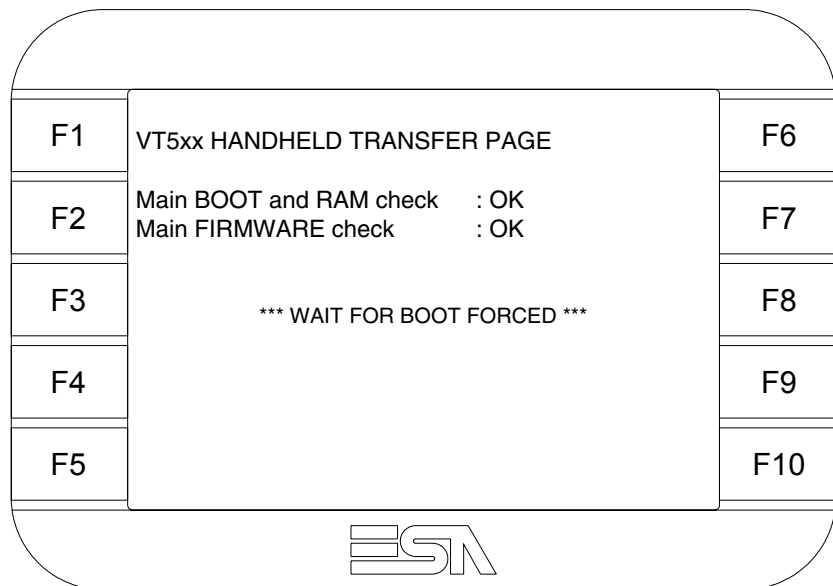 F1
F2
F3
F4
F5
VT5xx HANDHELD TRANSFER PAGE
Main BOOT and RAM check : OK
Main FIRMWARE check : OK
*** WAIT FOR BOOT FORCED ***
F6
F7
F8
F9
F10
ESA